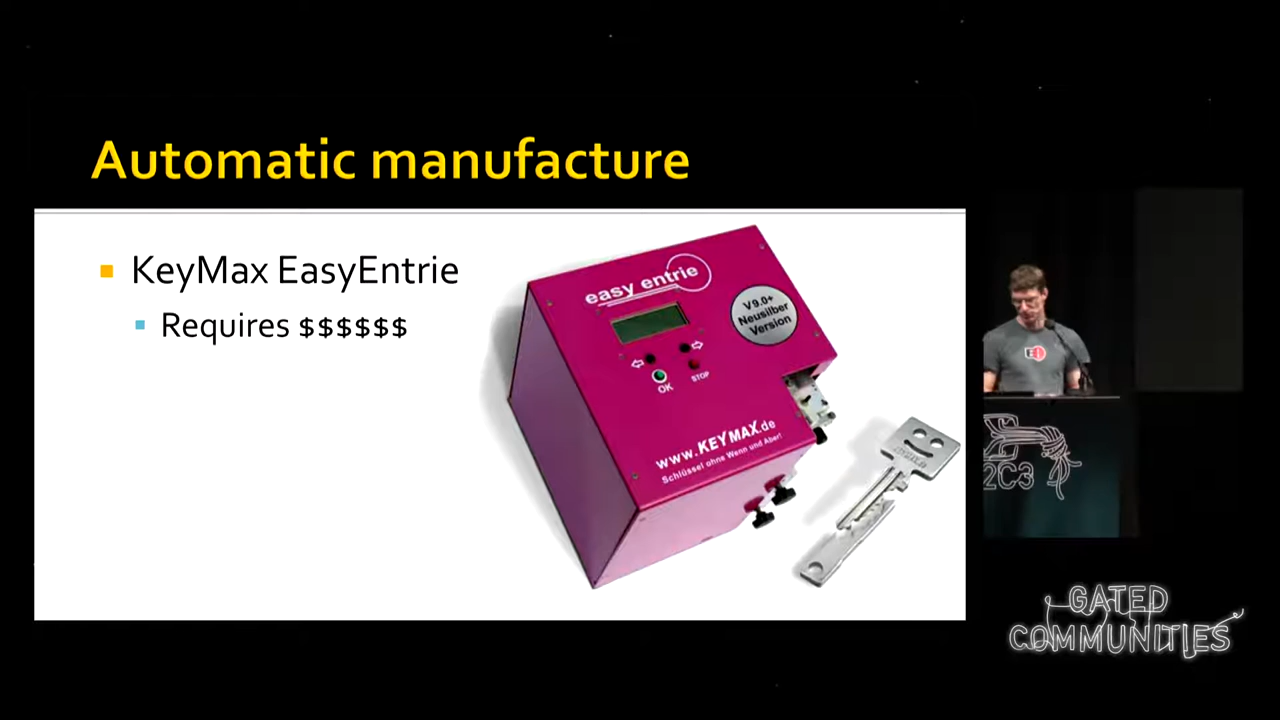 Automatic manufacture
KeyMax EasyEntrie
Requires $$$$$$
easy entrie
V9.0+
Neusilber
Version
OK
STOP
www.KEYMAX.de
Schlüssel ohne Wenn und Aber!
2C3
GATED
COMMUNITIES